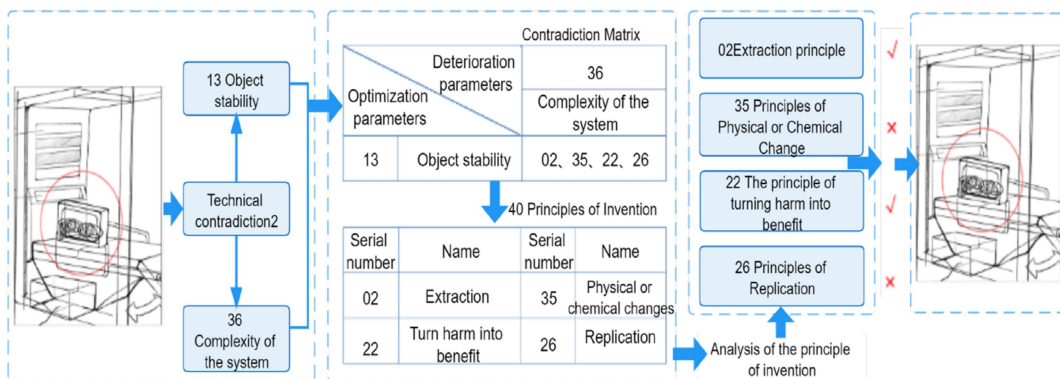 13 Object
stability
Technical
contradiction2
36
Complexity of
the system
Contradiction Matrix
Deterioration
parameters
Optimization
parameters
36
Complexity of the
system
13
Object stability
02、35、22、26
40 Principles of Invention
Serial
number
Name
Serial
number
Name
02
Extraction
35
Physical or
chemical changes
22
Turn harm into
benefit
26
Replication
Analysis of the principle
of invention
02Extraction principle
√
35 Principles of
Physical or Chemical
Change
×
22 The principle of
turning harm into
benefit
√
26 Principles of
Replication
×